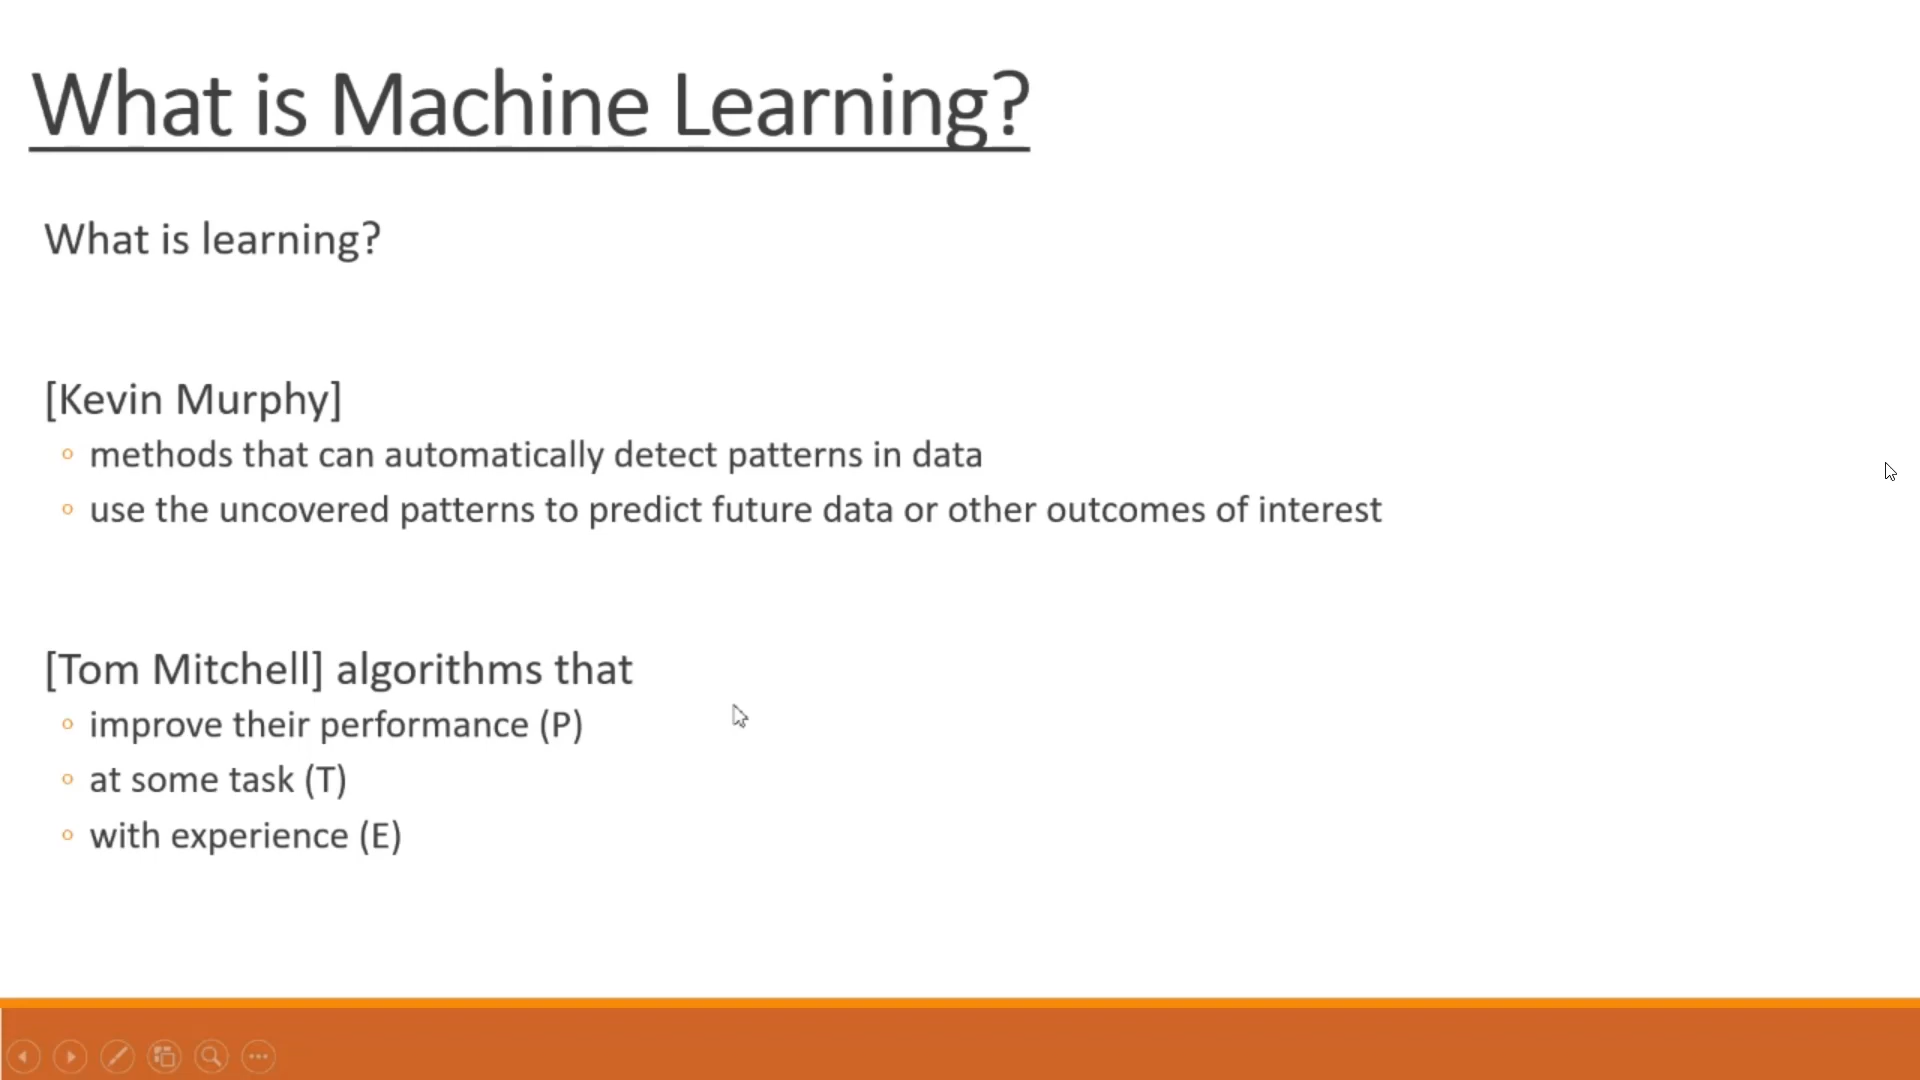 What is Machine Learning?
What is learning?
[Kevin Murphy]
methods that can automatically detect patterns in data
use the uncovered patterns to predict future data or other outcomes of interest
[Tom Mitchell] algorithms that
improve their performance (P)
at some task (T)
with experience (E)